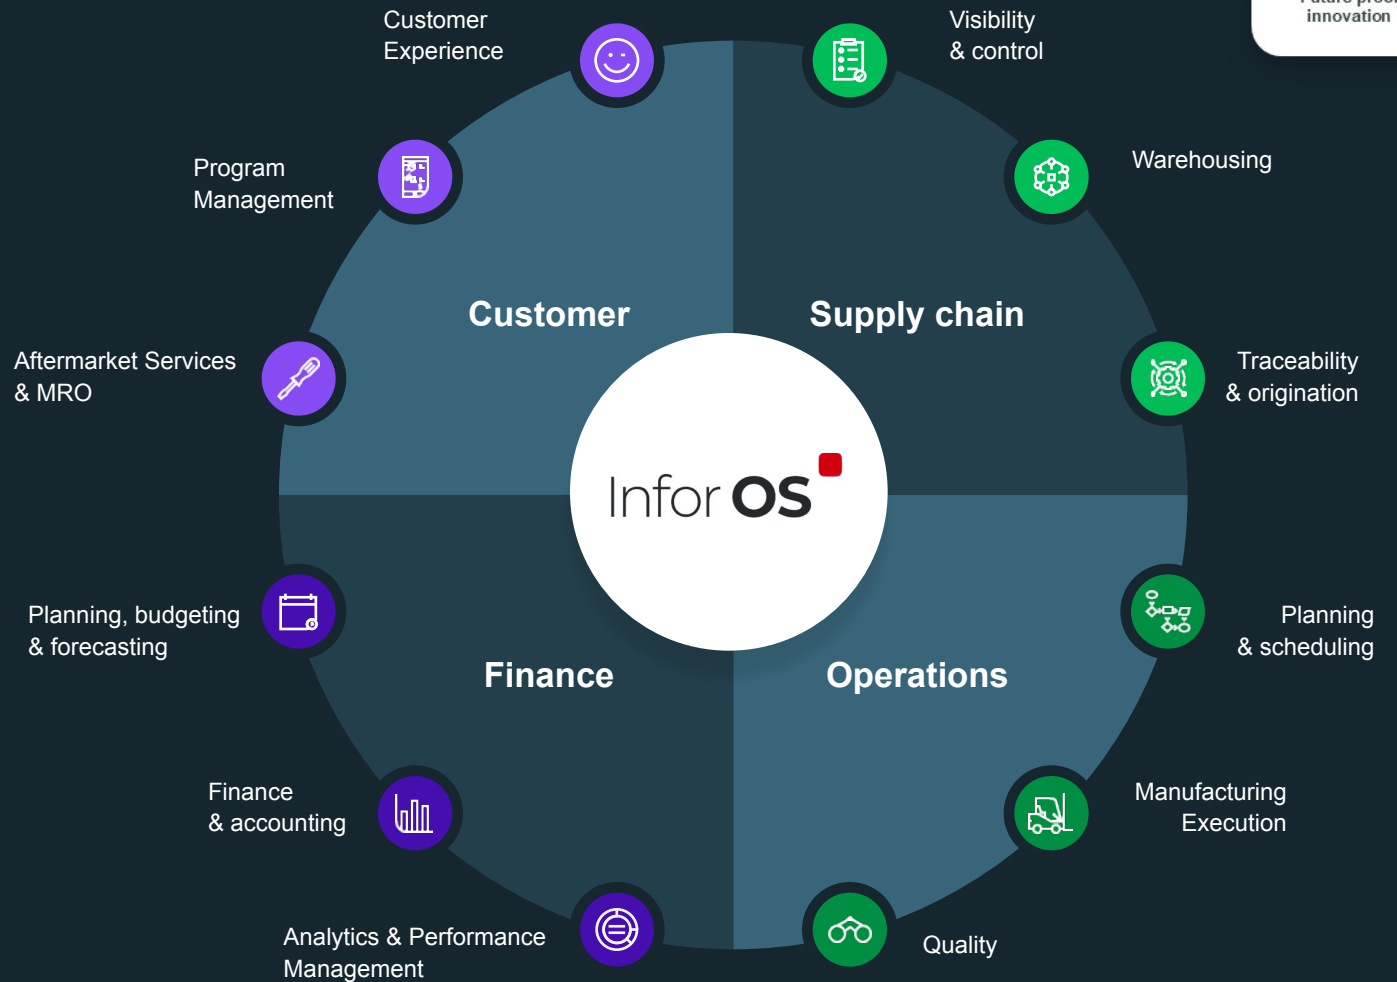 Customer
Experience
Visibility
& control
innovation
Program
Management
Warehousing
Customer
Supply chain
Aftermarket Services
& MRO
Traceability
& origination
Infor OS
Planning, budgeting
& forecasting
Planning
& scheduling
Finance
Operations
Finance
& accounting
Manufacturing
Execution
Analytics & Performance
Management
Quality